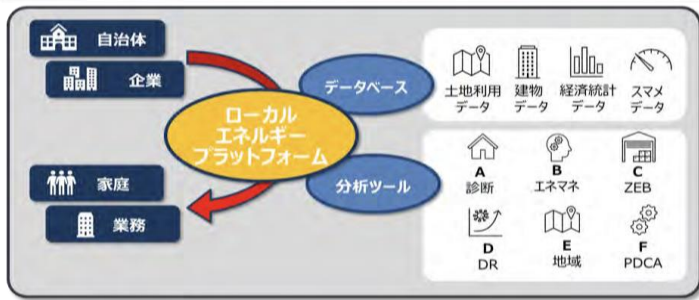 自治体
企業
家庭
業務
ローカル
エネルギー
プラットフォーム
データベース
分析ツール
土地利用
データ
建物
データ
経済統計
データ
スマメ
データ
A
診断
B
エネマネ
C
ZEB
D
DR
E
地域
F
PDCA